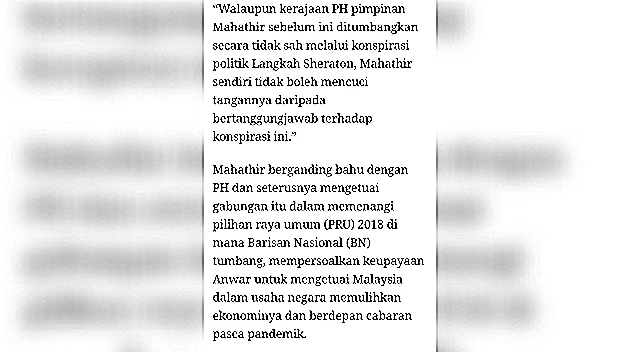 “Walaupun kerajaan PH pimpinan
Mahathir sebelum ini ditumbangkan
secara tidak sah melalui konspirasi
politik Langkah Sheraton, Mahathir
sendiri tidak boleh mencuci
tangannya daripada
bertanggungjawab terhadap
konspirasi ini.”
Mahathir berganding bahu dengan
PH dan seterusnya mengetuai
gabungan itu dalam memenangi
pilihan raya umum (PRU) 2018 di
mana Barisan Nasional (BN)
tumbang, mempersoalkan keupayaan
Anwar untuk mengetuai Malaysia
dalam usaha negara memulihkan
ekonominya dan berdepan cabaran
pasca pandemik.